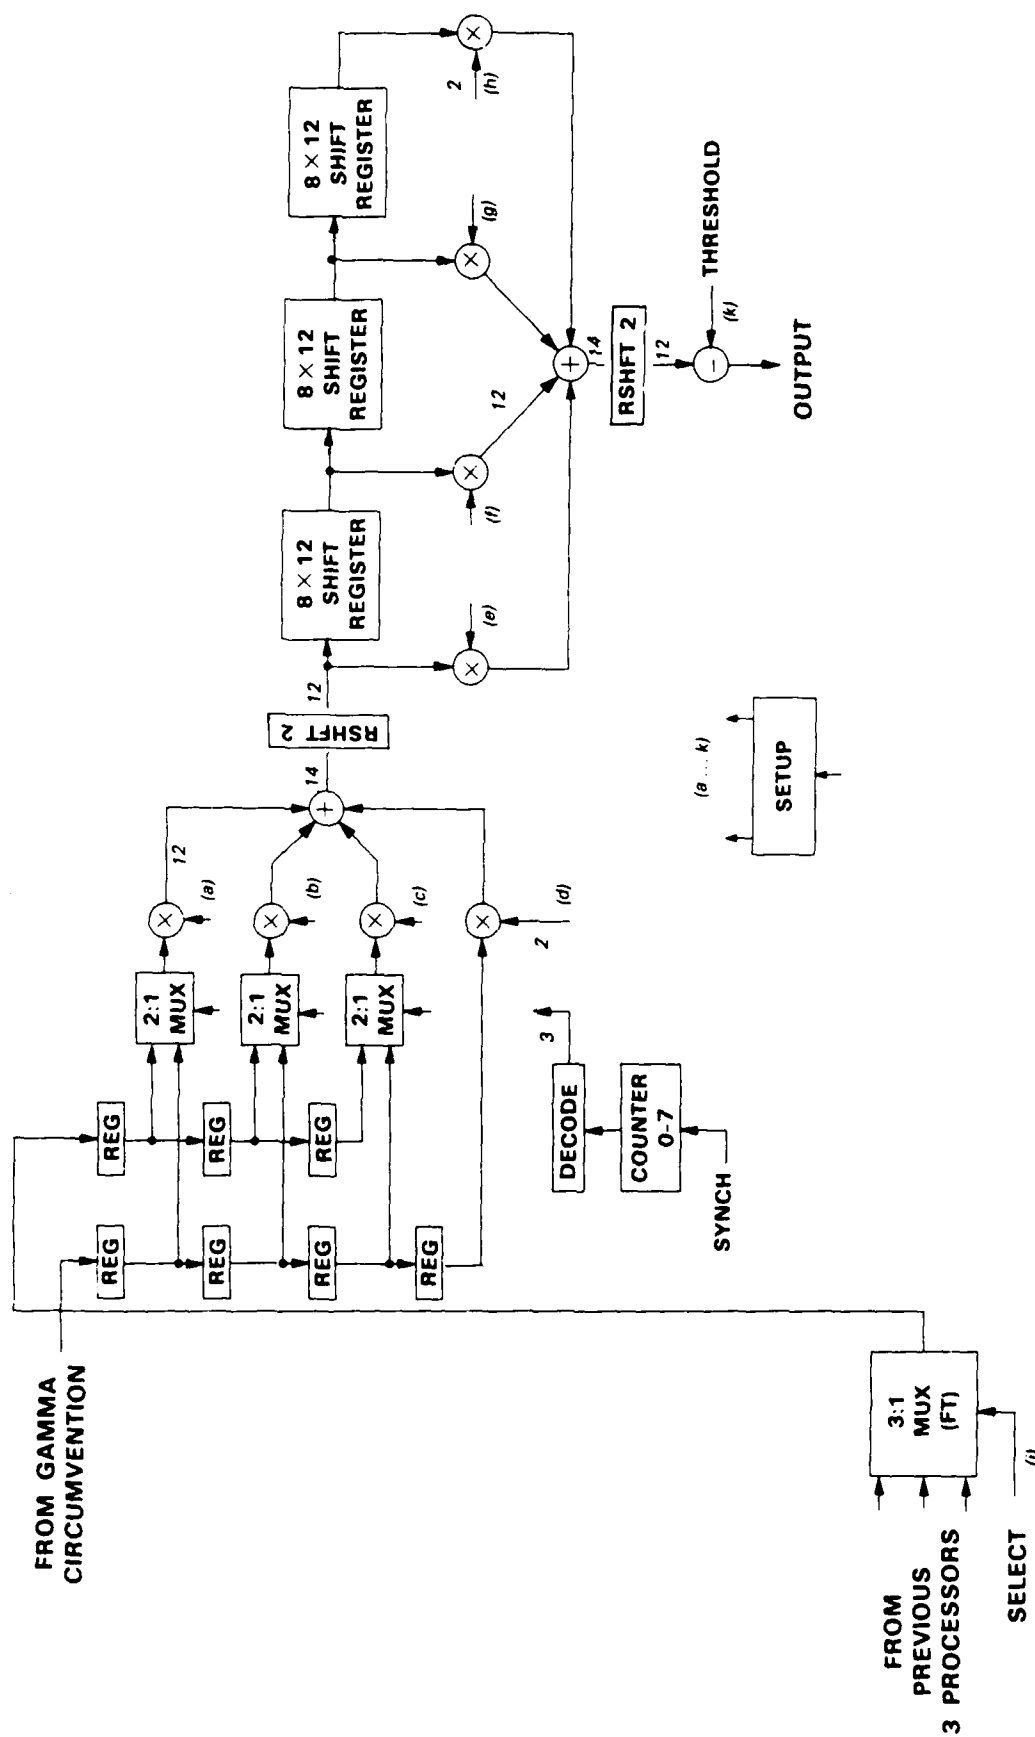 FROM GAMMA
CIRCUMVENTION
REG
REG
REG
REG
REG
REG
REG
2:1
MUX
2:1
MUX
2:1
MUX
×
(a)
×
(b)
×
(c)
×
2
(d)
12
+
14
RSHFT 2
12
8 × 12
SHIFT
REGISTER
8 × 12
SHIFT
REGISTER
8 × 12
SHIFT
REGISTER
×
(e)
×
(f)
×
(g)
×
2
(h)
12
+
14
RSHFT 2
12
−
THRESHOLD
(k)
OUTPUT
DECODE
3
COUNTER
0-7
SYNCH
SETUP
(a ... k)
3:1
MUX
(FT)
FROM
PREVIOUS
3 PROCESSORS
SELECT